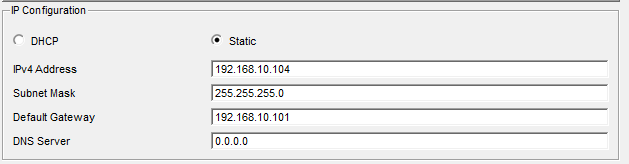 IP Configuration
DHCP Static
IPv4 Address 192.168.10.104
Subnet Mask 255.255.255.0
Default Gateway 192.168.10.101
DNS Server 0.0.0.0